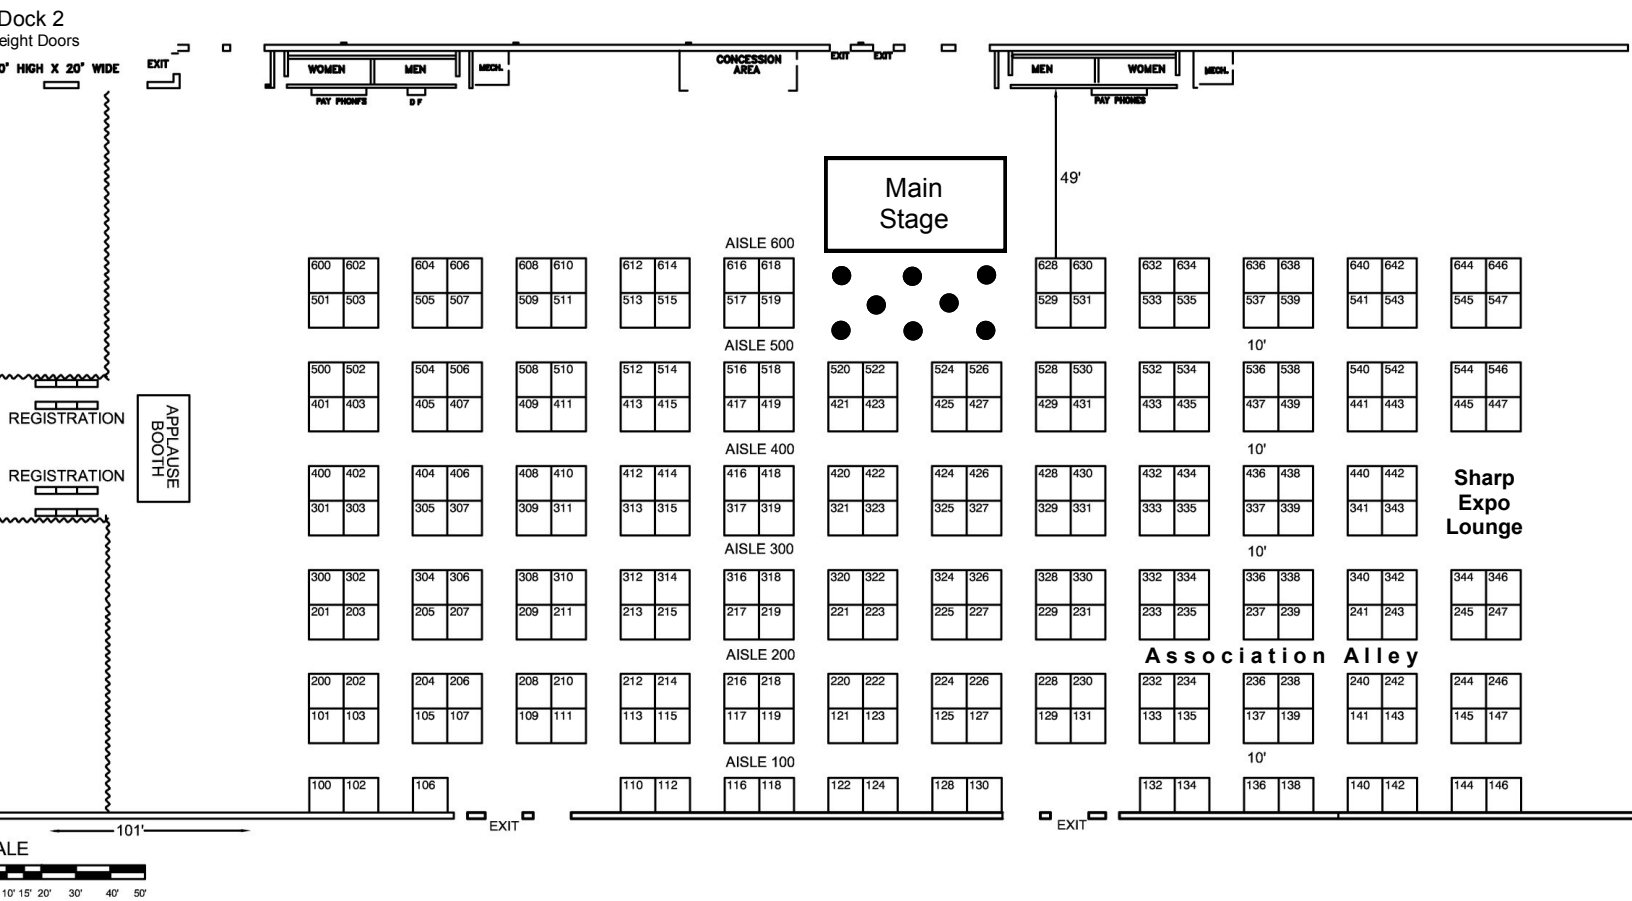 Dock 2
eight Doors
0' HIGH X 20' WIDE
EXIT
WOMEN MEN MECH.
PAY PHONES D F
CONCESSION
AREA
EXIT EXIT
MEN WOMEN MECH.
PAY PHONES
Main
Stage
49'
AISLE 600
600 602 604 606 608 610 612 614 616 618 628 630 632 634 636 638 640 642 644 646
501 503 505 507 509 511 513 515 517 519 529 531 533 535 537 539 541 543 545 547
AISLE 500 10'
500 502 504 506 508 510 512 514 516 518 520 522 524 526 528 530 532 534 536 538 540 542 544 546
401 403 405 407 409 411 413 415 417 419 421 423 425 427 429 431 433 435 437 439 441 443 445 447
REGISTRATION
APPLAUSE
BOOTH
REGISTRATION
AISLE 400 10'
400 402 404 406 408 410 412 414 416 418 420 422 424 426 428 430 432 434 436 438 440 442
301 303 305 307 309 311 313 315 317 319 321 323 325 327 329 331 333 335 337 339 341 343
Sharp
Expo
Lounge
AISLE 300 10'
300 302 304 306 308 310 312 314 316 318 320 322 324 326 328 330 332 334 336 338 340 342 344 346
201 203 205 207 209 211 213 215 217 219 221 223 225 227 229 231 233 235 237 239 241 243 245 247
AISLE 200 Association Alley
200 202 204 206 208 210 212 214 216 218 220 222 224 226 228 230 232 234 236 238 240 242 244 246
101 103 105 107 109 111 113 115 117 119 121 123 125 127 129 131 133 135 137 139 141 143 145 147
AISLE 100 10'
100 102 106 110 112 116 118 122 124 128 130 132 134 136 138 140 142 144 146
EXIT EXIT
101'
ALE
10' 15' 20' 30' 40' 50'